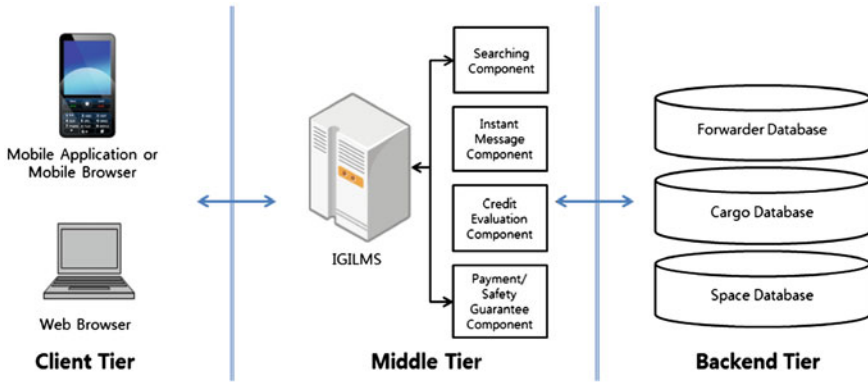 Mobile Application or
Mobile Browser
Web Browser
Client Tier
IGILMS
Searching
Component
Instant
Message
Component
Credit
Evaluation
Component
Payment/
Safety
Guarantee
Component
Middle Tier
Forwarder Database
Cargo Database
Space Database
Backend Tier